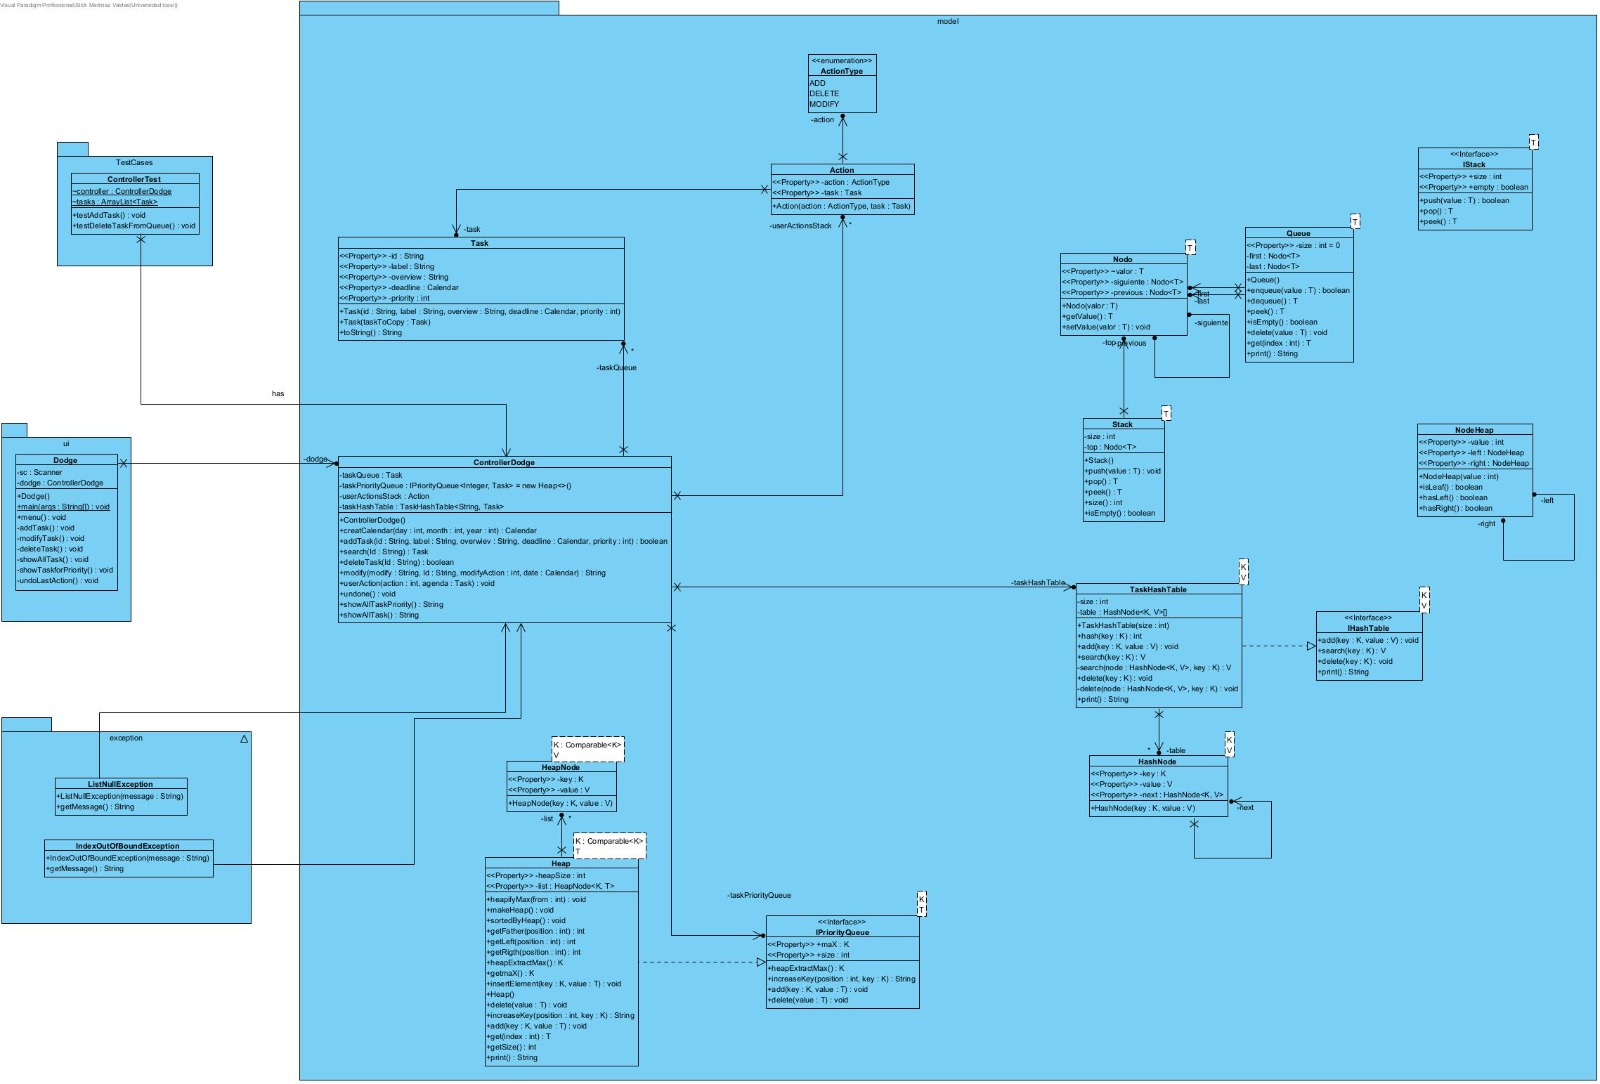 Visual Paradigm Professional(Slick Martinez Valdes(Universidad Icesi))
model
<<enumeration>>
ActionType
ADD
DELETE
MODIFY
-action
Action
<<Property>> -action : ActionType
<<Property>> -task : Task
+Action(action : ActionType, task : Task)
-userActionsStack
*
T
<<Interface>>
IStack
<<Property>> +size : int
<<Property>> +empty : boolean
+push(value : T) : boolean
+pop() : T
+peek() : T
TestCases
ControllerTest
~controller : ControllerDodge
~tasks : ArrayList<Task>
+testAddTask() : void
+testDeleteTaskFromQueue() : void
has
-task
Task
<<Property>> -id : String
<<Property>> -label : String
<<Property>> -overview : String
<<Property>> -deadline : Calendar
<<Property>> -priority : int
+Task(id : String, label : String, overview : String, deadline : Calendar, priority : int)
+Task(taskToCopy : Task)
+toString() : String
*
-taskQueue
T
Nodo
<<Property>> ~valor : T
<<Property>> -siguiente : Nodo<T>
<<Property>> -previous : Nodo<T>
+Nodo(valor : T)
+getValue() : T
+setValue(valor : T) : void
-first
-last
-siguiente
-top
-previous
T
Queue
<<Property>> -size : int = 0
-first : Nodo<T>
-last : Nodo<T>
+Queue()
+enqueue(value : T) : boolean
+dequeue() : T
+peek() : T
+isEmpty() : boolean
+delete(value : T) : void
+get(index : int) : T
+print() : String
T
Stack
-size : int
-top : Nodo<T>
+Stack()
+push(value : T) : void
+pop() : T
+peek() : T
+size() : int
+isEmpty() : boolean
NodeHeap
<<Property>> -value : int
<<Property>> -left : NodeHeap
<<Property>> -right : NodeHeap
+NodeHeap(value : int)
+isLeaf() : boolean
+hasLeft() : boolean
+hasRight() : boolean
-left
-right
ui
Dodge
-sc : Scanner
-dodge : ControllerDodge
+Dodge()
+main(args : String[]) : void
+menu() : void
-addTask() : void
-modifyTask() : void
-deleteTask() : void
-showAllTask() : void
-showTaskforPriority() : void
-undoLastAction() : void
-dodge
ControllerDodge
-taskQueue : Task
-taskPriorityQueue : IPriorityQueue<Integer, Task> = new Heap<>()
-userActionsStack : Action
-taskHashTable : TaskHashTable<String, Task>
+ControllerDodge()
+creatCalendar(day : int, month : int, year : int) : Calendar
+addTask(id : String, label : String, overwiev : String, deadline : Calendar, priority : int) : boolean
+search(Id : String) : Task
+deleteTask(Id : String) : boolean
+modify(modify : String, Id : String, modifyAction : int, date : Calendar) : String
+userAction(action : int, agenda : Task) : void
+undone() : void
+showAllTaskPriority() : String
+showAllTask() : String
-taskHashTable
K
V
TaskHashTable
-size : int
-table : HashNode<K, V>[]
+TaskHashTable(size : int)
+hash(key : K) : int
+add(key : K, value : V) : void
+search(key : K) : V
-search(node : HashNode<K, V>, key : K) : V
+delete(key : K) : void
-delete(node : HashNode<K, V>, key : K) : void
+print() : String
K
V
<<Interface>>
IHashTable
+add(key : K, value : V) : void
+search(key : K) : V
+delete(key : K) : void
+print() : String
*
-table
K
V
HashNode
<<Property>> -key : K
<<Property>> -value : V
<<Property>> -next : HashNode<K, V>
+HashNode(key : K, value : V)
-next
exception
ListNullException
+ListNullException(message : String)
+getMessage() : String
IndexOutOfBoundException
+IndexOutOfBoundException(message : String)
+getMessage() : String
K : Comparable<K>
V
HeapNode
<<Property>> -key : K
<<Property>> -value : V
+HeapNode(key : K, value : V)
-list
*
K : Comparable<K>
T
Heap
<<Property>> -heapSize : int
<<Property>> -list : HeapNode<K, T>
+heapifyMax(from : int) : void
+makeHeap() : void
+sortedByHeap() : void
+getFather(position : int) : int
+getLeft(position : int) : int
+getRigth(position : int) : int
+heapExtractMax() : K
+getmaX() : K
+insertElement(key : K, value : T) : void
+Heap()
+delete(value : T) : void
+increaseKey(position : int, key : K) : String
+add(key : K, value : T) : void
+get(index : int) : T
+getSize() : int
+print() : String
-taskPriorityQueue
K
T
<<Interface>>
IPriorityQueue
<<Property>> +maX : K
<<Property>> +size : int
+heapExtractMax() : K
+increaseKey(position : int, key : K) : String
+add(key : K, value : T) : void
+delete(value : T) : void